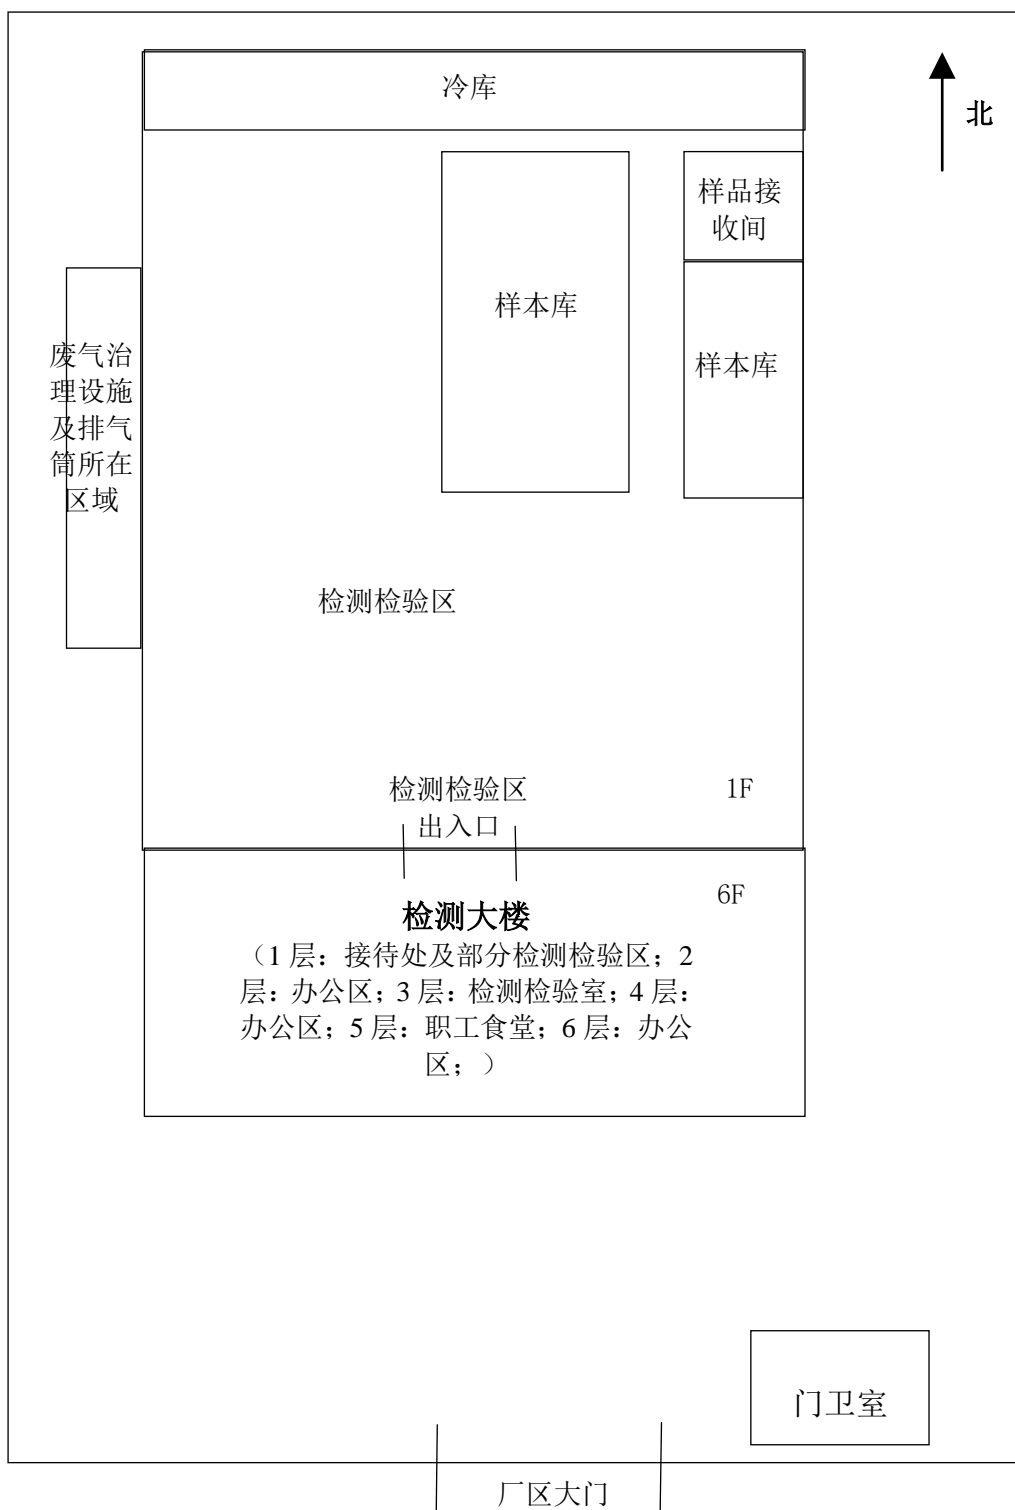 冷库
北
样品接
收间
样本库
样本库
废气治
理设施
及排气
筒所在
区域
检测检验区
检测检验区
出入口
1F
6F
检测大楼
（1 层：接待处及部分检测检验区；2
层：办公区；3 层：检测检验室；4 层：
办公区；5 层：职工食堂；6 层：办公
区；）
门卫室
厂区大门